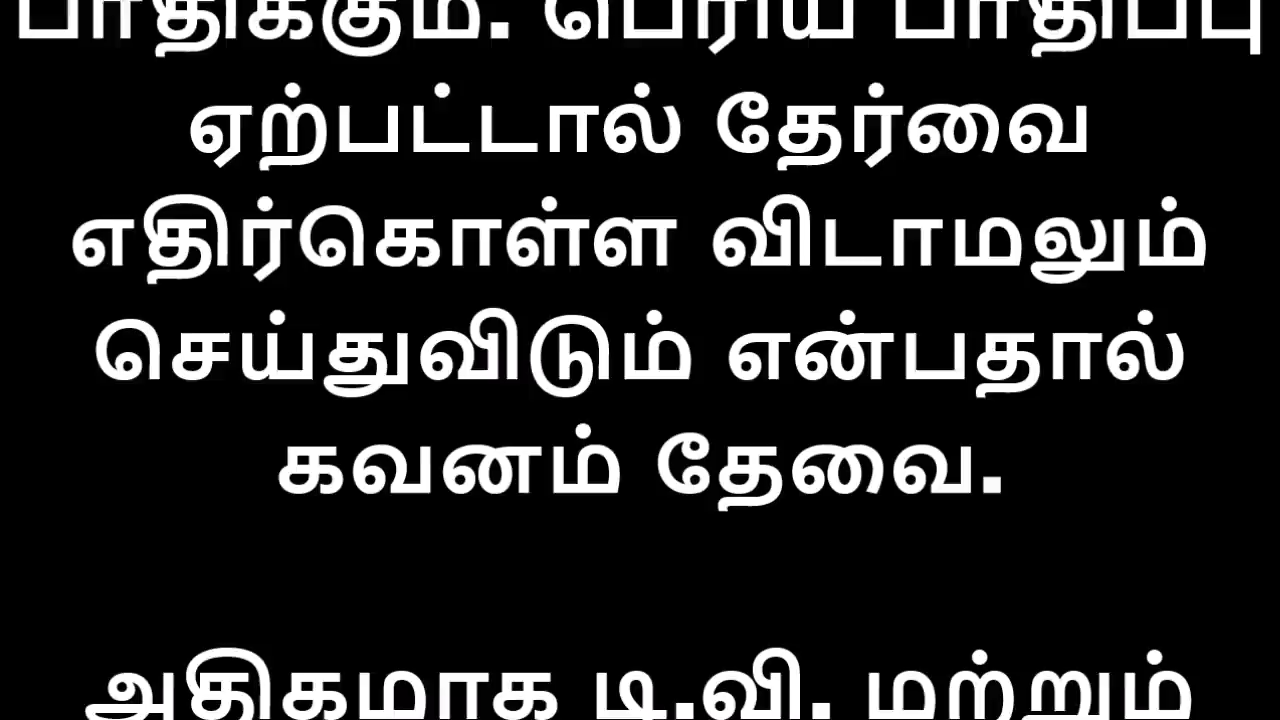 பாதிக்கும். பெரிய பாதிப்பு
ஏற்பட்டால் தேர்வை
எதிர்கொள்ள விடாமலும்
செய்துவிடும் என்பதால்
கவனம் தேவை.
அதிகமாக டி.வி. மற்றும்